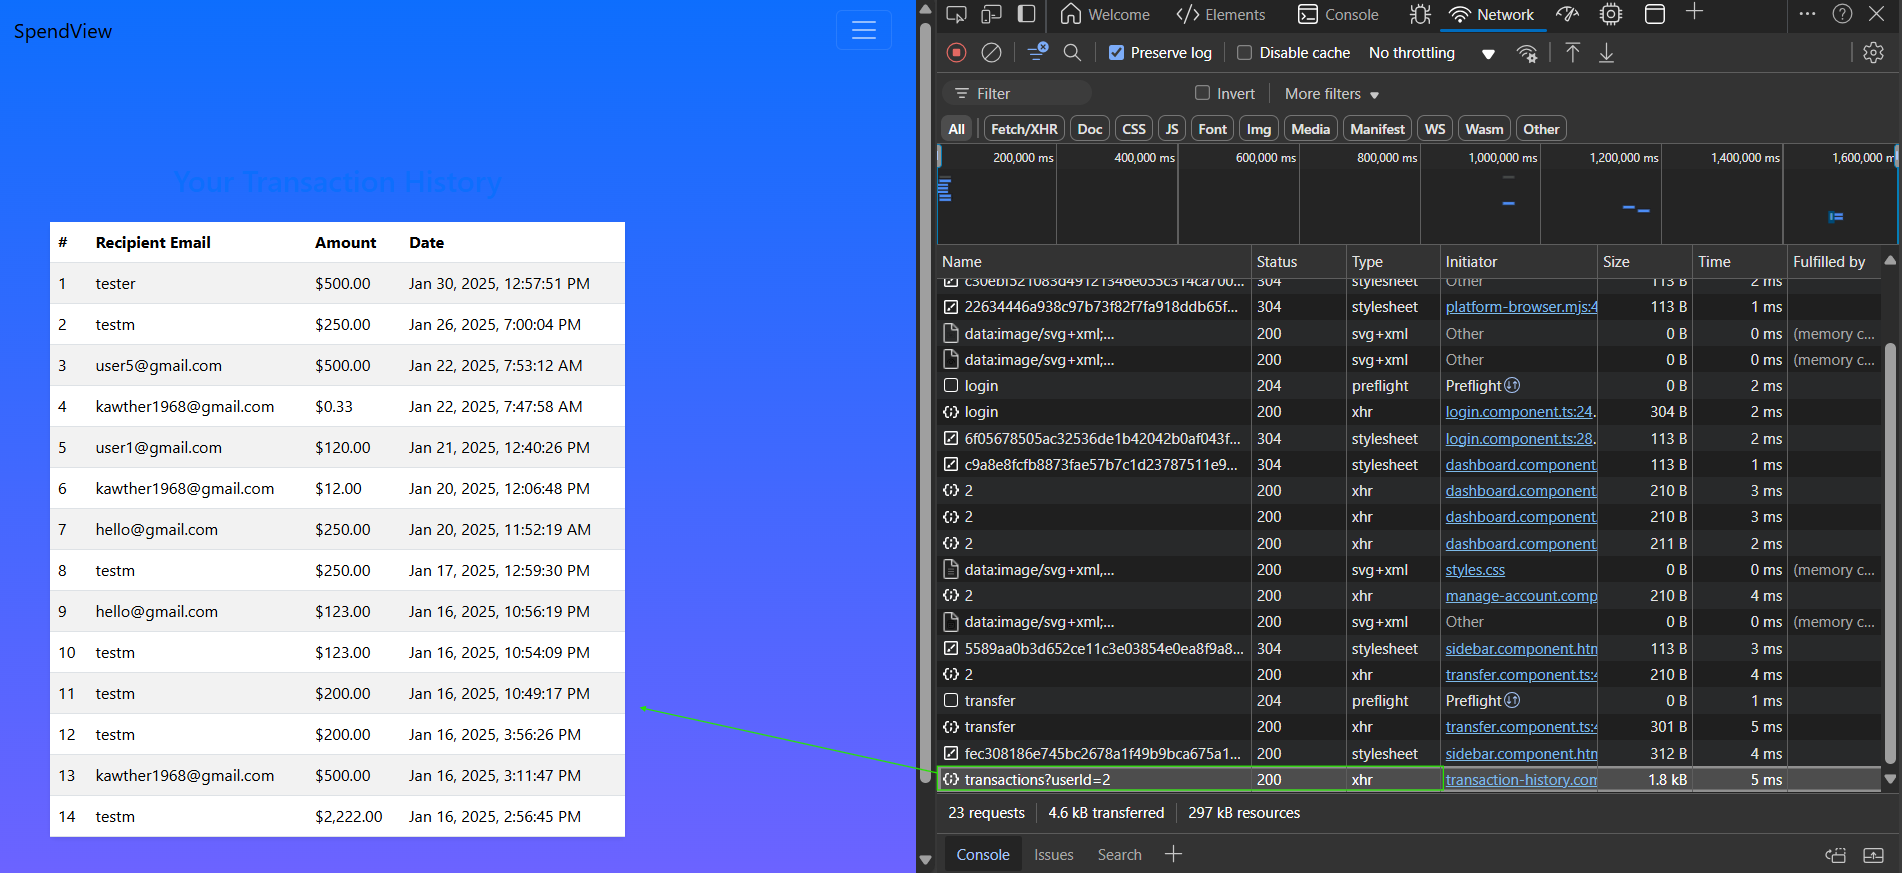 SpendView
Your Transaction History
# Recipient Email Amount Date
1 tester $500.00 Jan 30, 2025, 12:57:51 PM
2 testm $250.00 Jan 26, 2025, 7:00:04 PM
3 user5@gmail.com $500.00 Jan 22, 2025, 7:53:12 AM
4 kawther1968@gmail.com $0.33 Jan 22, 2025, 7:47:58 AM
5 user1@gmail.com $120.00 Jan 21, 2025, 12:40:26 PM
6 kawther1968@gmail.com $12.00 Jan 20, 2025, 12:06:48 PM
7 hello@gmail.com $250.00 Jan 20, 2025, 11:52:19 AM
8 testm $250.00 Jan 17, 2025, 12:59:30 PM
9 hello@gmail.com $123.00 Jan 16, 2025, 10:56:19 PM
10 testm $123.00 Jan 16, 2025, 10:54:09 PM
11 testm $200.00 Jan 16, 2025, 10:49:17 PM
12 testm $200.00 Jan 16, 2025, 3:56:26 PM
13 kawther1968@gmail.com $500.00 Jan 16, 2025, 3:11:47 PM
14 testm $2,222.00 Jan 16, 2025, 2:56:45 PM
Welcome Elements Console Network
Preserve log Disable cache No throttling
Filter Invert More filters
All Fetch/XHR Doc CSS JS Font Img Media Manifest WS Wasm Other
200,000 ms 400,000 ms 600,000 ms 800,000 ms 1,000,000 ms 1,200,000 ms 1,400,000 ms 1,600,000 m
Name Status Type Initiator Size Time Fulfilled by
304 stylesheet Other 113 B 2 ms
22634446a938c97b73f82f7fa918ddb65f... 304 stylesheet platform-browser.mjs:4 113 B 1 ms
data:image/svg+xml;... 200 svg+xml Other 0 B 0 ms (memory c...
data:image/svg+xml;... 200 svg+xml Other 0 B 0 ms (memory c...
login 204 preflight Preflight 0 B 2 ms
login 200 xhr login.component.ts:24. 304 B 2 ms
6f05678505ac32536de1b42042b0af043f... 304 stylesheet login.component.ts:28. 113 B 2 ms
c9a8e8fcfb8873fae57b7c1d23787511e9... 304 stylesheet dashboard.component 113 B 1 ms
2 200 xhr dashboard.component 210 B 3 ms
2 200 xhr dashboard.component 210 B 3 ms
2 200 xhr dashboard.component 211 B 2 ms
data:image/svg+xml,... 200 svg+xml styles.css 0 B 0 ms (memory c...
2 200 xhr manage-account.comp 210 B 4 ms
data:image/svg+xml;... 200 svg+xml Other 0 B 0 ms (memory c...
5589aa0b3d652ce11c3e03854e0ea8f9a8... 304 stylesheet sidebar.component.htm 113 B 3 ms
2 200 xhr transfer.component.ts:4 210 B 4 ms
transfer 204 preflight Preflight 0 B 1 ms
transfer 200 xhr transfer.component.ts:4 301 B 5 ms
fec308186e745bc2678a1f49b9bca675a1... 200 stylesheet sidebar.component.htm 312 B 4 ms
transactions?userId=2 200 xhr transaction-history.com 1.8 kB 5 ms
23 requests 4.6 kB transferred 297 kB resources
Console Issues Search